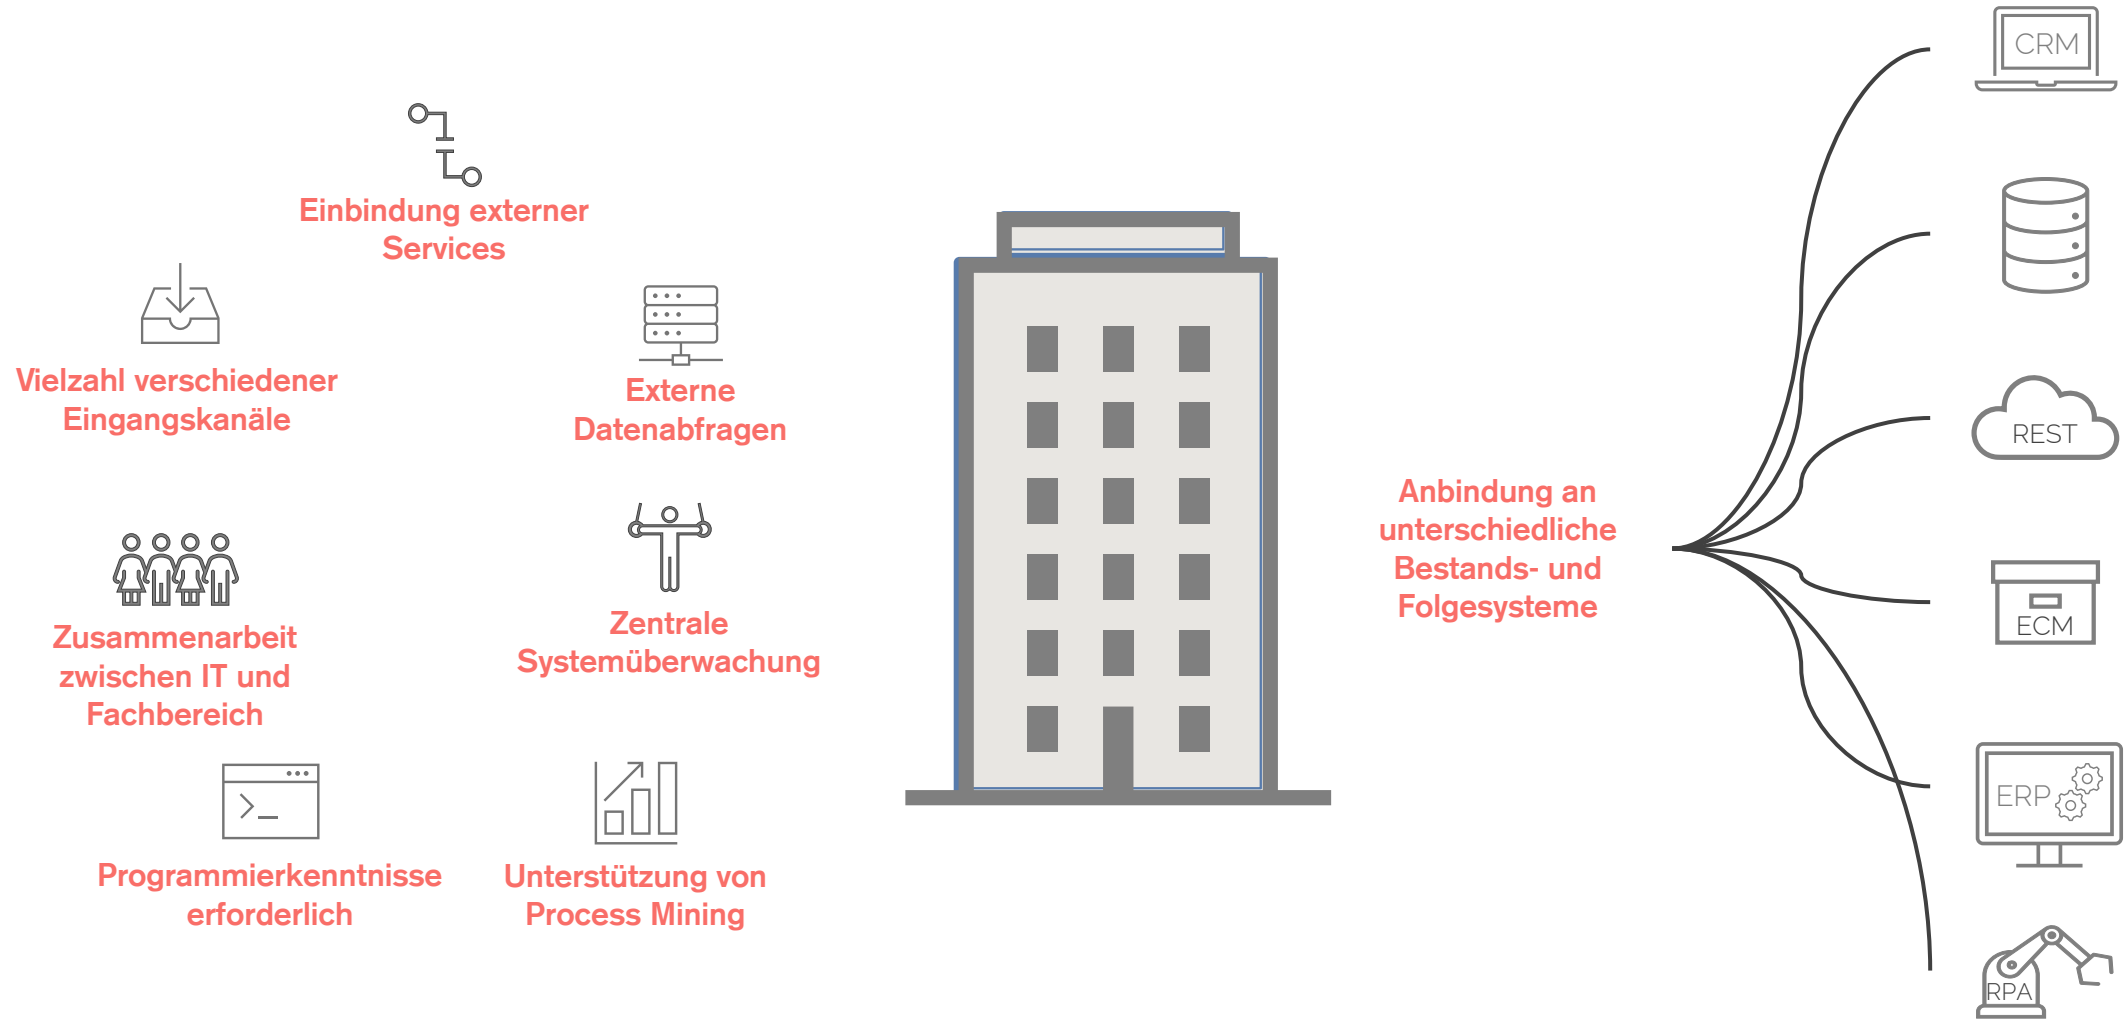 Einbindung externer
Services
Vielzahl verschiedener
Eingangskanäle
Externe
Datenabfragen
Zusammenarbeit
zwischen IT und
Fachbereich
Zentrale
Systemüberwachung
Programmierkenntnisse
erforderlich
Unterstützung von
Process Mining
Anbindung an
unterschiedliche
Bestands- und
Folgesysteme
CRM
REST
ECM
ERP
RPA